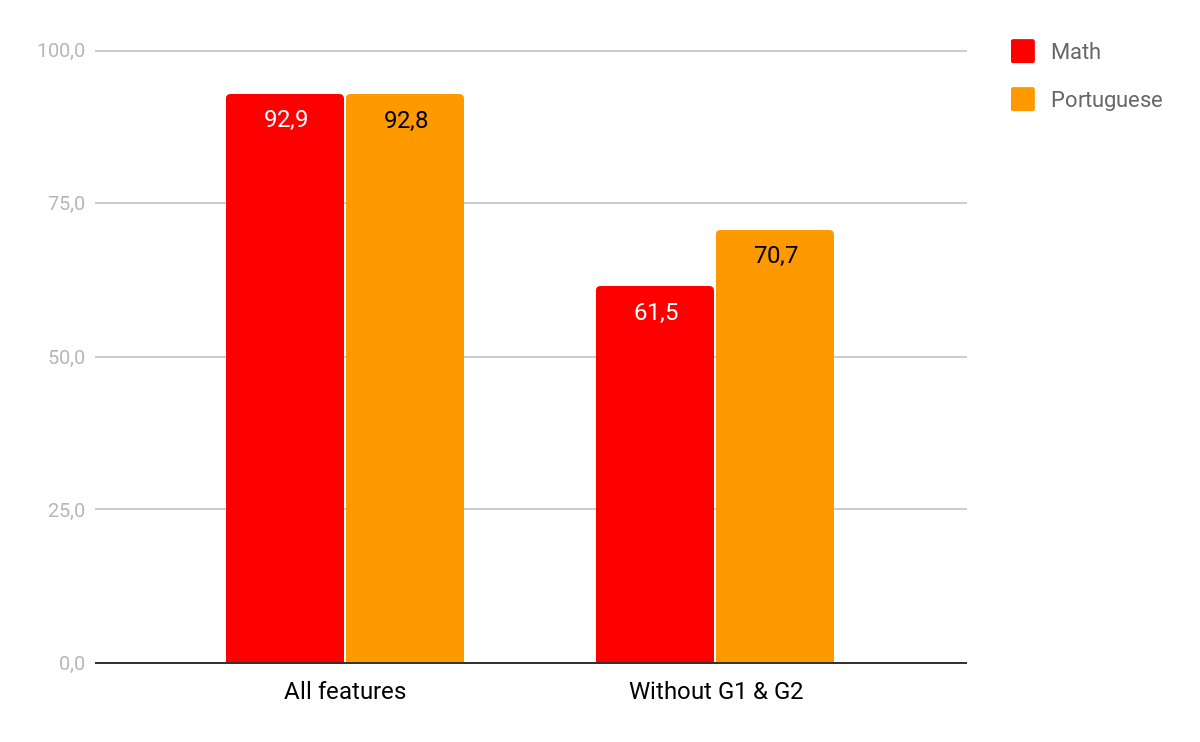 100,0
75,0
50,0
25,0
0,0
92,9
92,8
61,5
70,7
All features
Without G1 & G2
Math
Portuguese